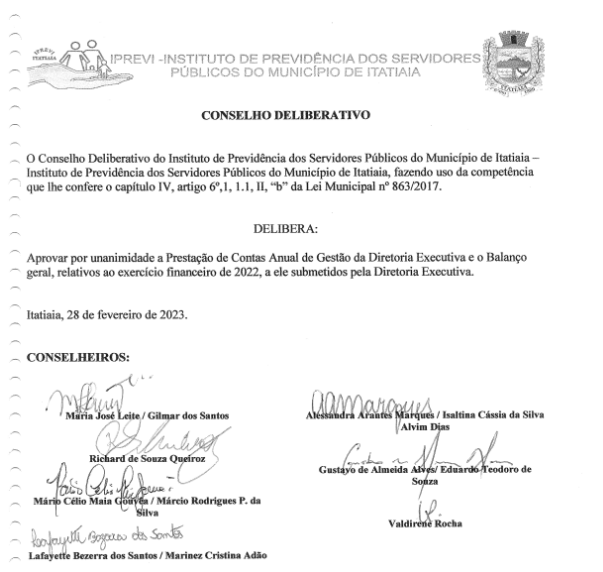 IPREVI
ITATIAIA
IPREVI -INSTITUTO DE PREVIDÊNCIA DOS SERVIDORES
PÚBLICOS DO MUNICÍPIO DE ITATIAIA
ITATIAIA
CONSELHO DELIBERATIVO
O Conselho Deliberativo do Instituto de Previdência dos Servidores Públicos do Município de Itatiaia –
Instituto de Previdência dos Servidores Públicos do Município de Itatiaia, fazendo uso da competência
que lhe confere o capítulo IV, artigo 6º,1, 1.1, II, “b” da Lei Municipal nº 863/2017.
DELIBERA:
Aprovar por unanimidade a Prestação de Contas Anual de Gestão da Diretoria Executiva e o Balanço
geral, relativos ao exercício financeiro de 2022, a ele submetidos pela Diretoria Executiva.
Itatiaia, 28 de fevereiro de 2023.
CONSELHEIROS:
Maria José Leite / Gilmar dos Santos
AAMarques
Alessandra Arantes Marques / Isaltina Cássia da Silva
Alvim Dias
Richard de Souza Queiroz
Gustavo de Almeida Alves/ Eduardo Teodoro de
Souza
Mário Célio Maia Gouvêa / Márcio Rodrigues P. da
Silva
Valdirene Rocha
Lafayette Bezerra dos Santos
Lafayette Bezerra dos Santos / Marinez Cristina Adão